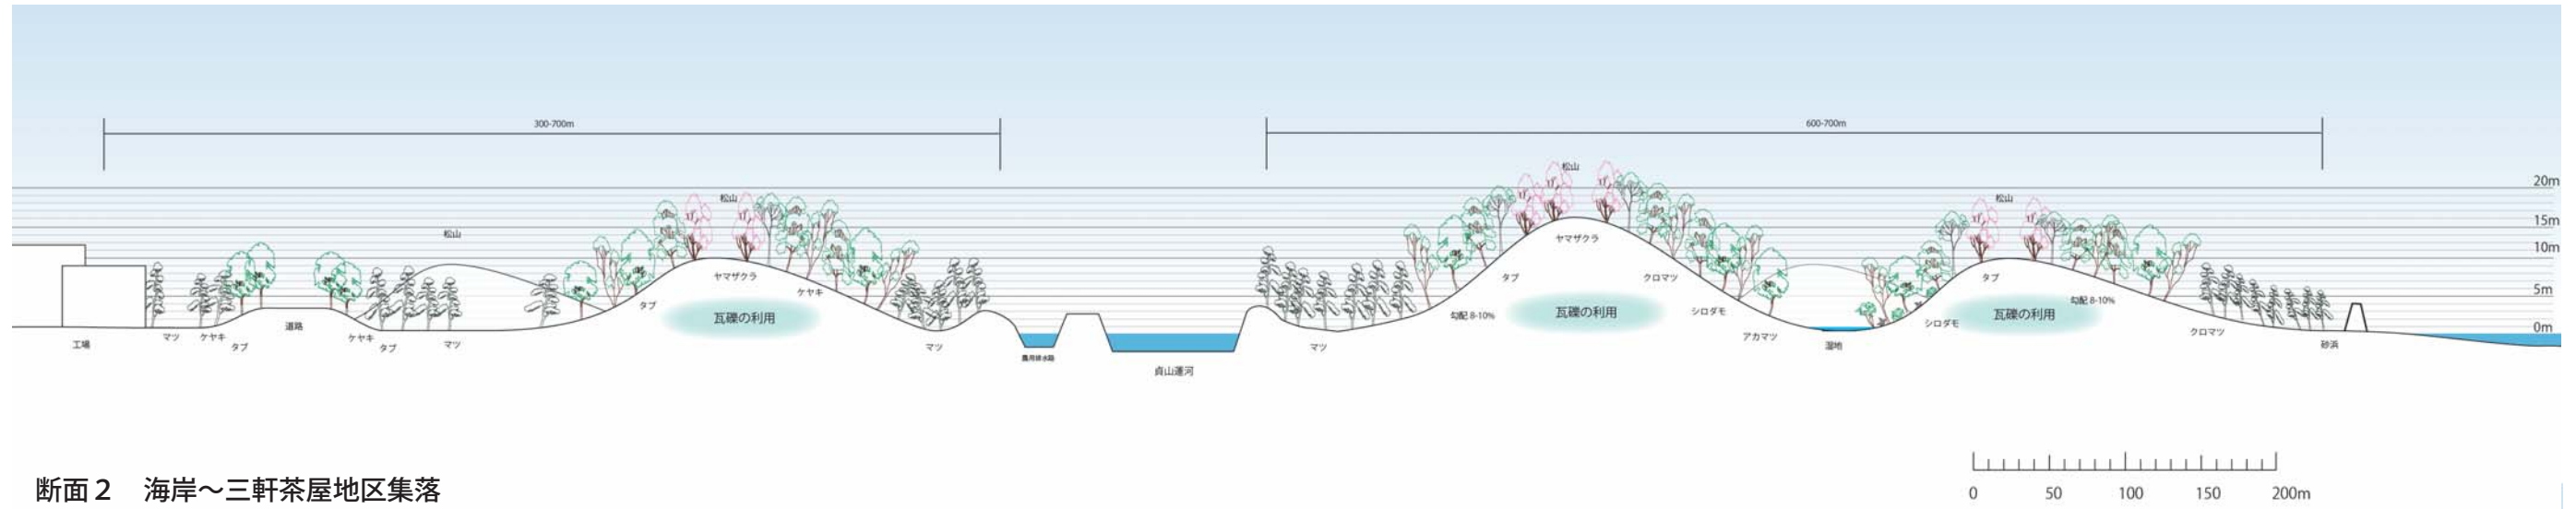 300-700m
600-700m
松山
松山
松山
松山
20m
15m
10m
5m
0m
ヤマザクラ
ケヤキ
タブ
瓦礫の利用
ヤマザクラ
タブ
クロマツ
勾配 8-10%
瓦礫の利用
シロダモ
アカマツ
タブ
勾配 8-10%
瓦礫の利用
シロダモ
クロマツ
工場
マツ
ケヤキ
タブ
道路
ケヤキ
タブ
マツ
マツ
農用排水路
貞山運河
マツ
湿地
砂浜
断面2 海岸～三軒茶屋地区集落
0 50 100 150 200m